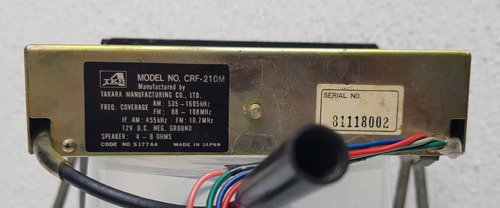 TKR
MODEL NO. CRF-210M
Manufactured by
TAKARA MANUFACTURING CO., LTD.
FREQ. COVERAGE AM: 535-1605kHz
FM: 88-108MHz
IF. AM: 455kHz FM: 10.7MHz
12V D.C. NEG. GROUND
SPEAKER: 4-8 OHMS
CODE NO 5177A4 MADE IN JAPAN
SERIAL NO.
81118002